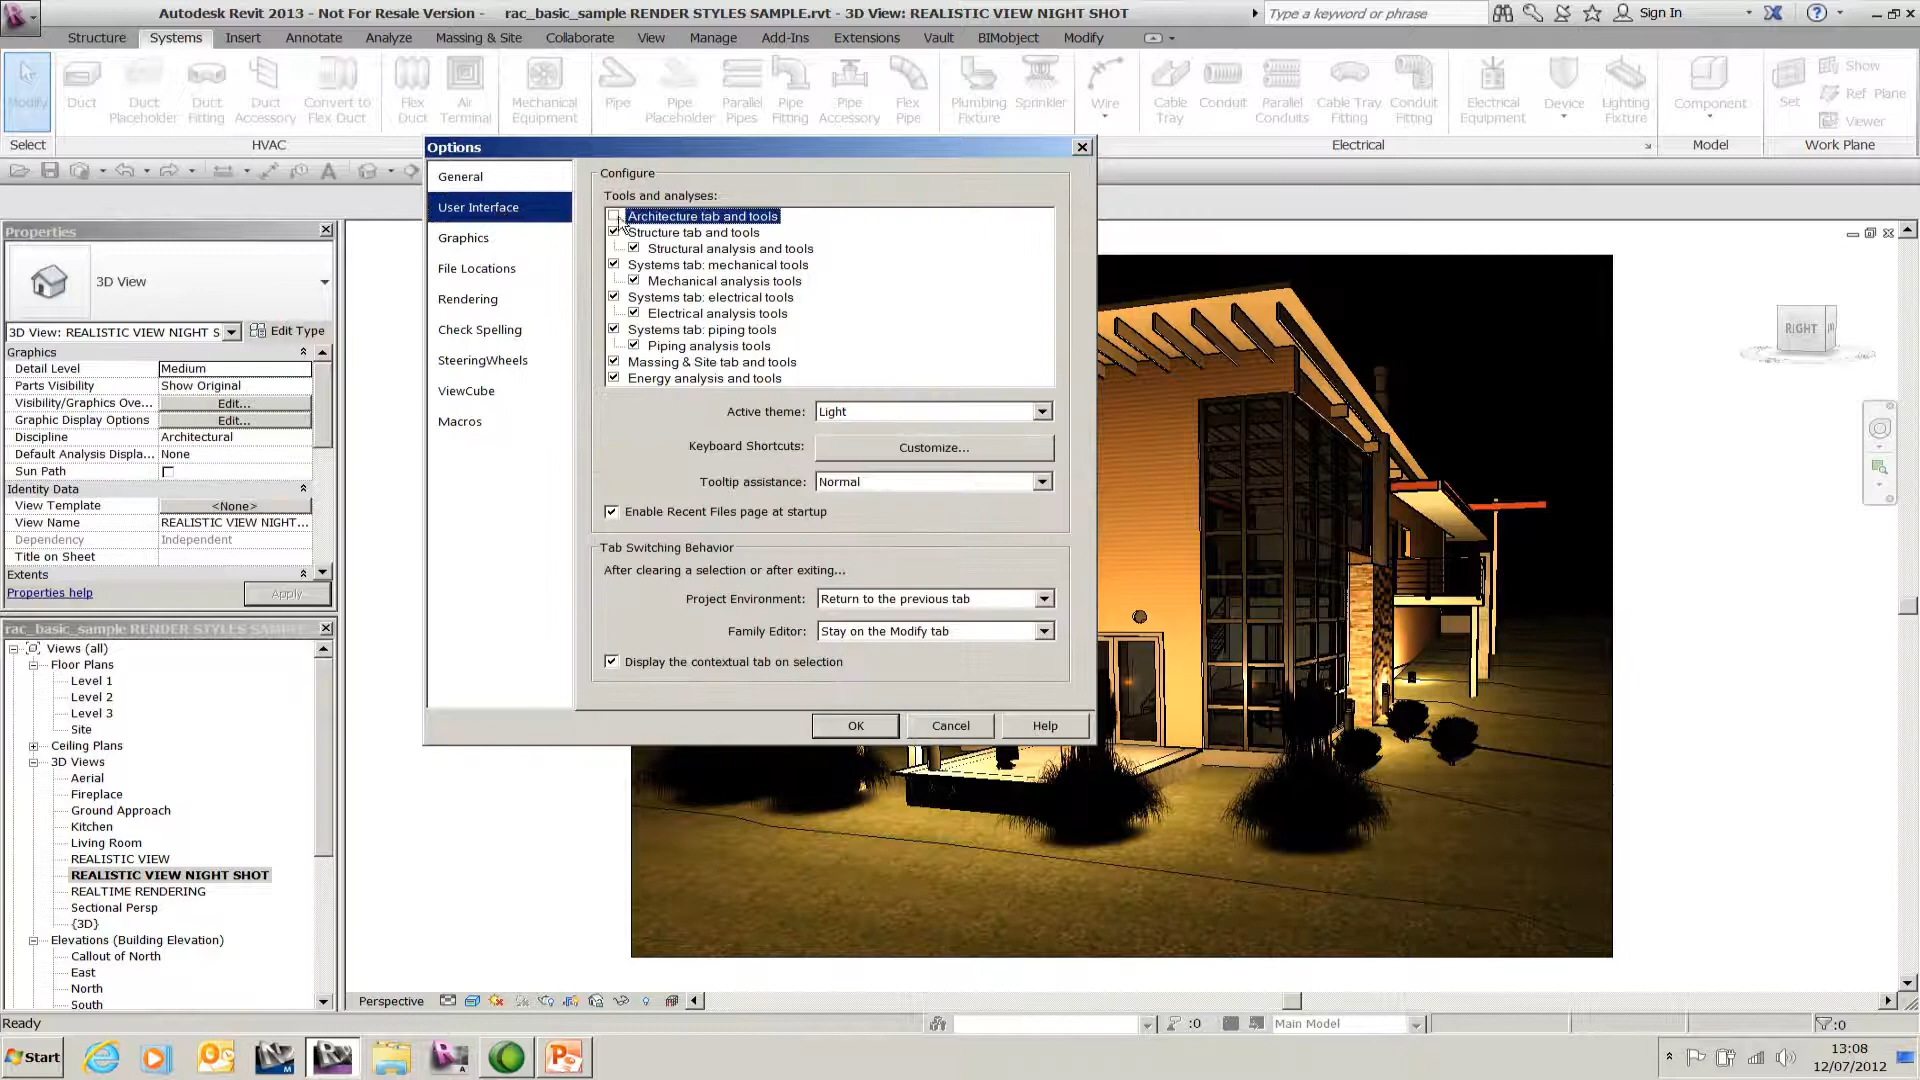 Autodesk Revit 2013 - Not For Resale Version - rac_basic_sample RENDER STYLES SAMPLE.rvt - 3D View: REALISTIC VIEW NIGHT SHOT
Type a keyword or phrase
Sign In
Structure Systems Insert Annotate Analyze Massing & Site Collaborate View Manage Add-Ins Extensions Vault BIMobject Modify
Modify
Duct
Duct Placeholder
Duct Fitting
Duct Accessory
Convert to Flex Duct
Flex Duct
Air Terminal
Mechanical Equipment
Pipe
Pipe Placeholder
Parallel Pipes
Pipe Fitting
Pipe Accessory
Flex Pipe
Plumbing Fixture
Sprinkler
Wire
Cable Tray
Conduit
Parallel Conduits
Cable Tray Fitting
Conduit Fitting
Electrical Equipment
Device
Lighting Fixture
Component
Set
Show
Ref Plane
Viewer
Select
HVAC
Electrical
Model
Work Plane
Properties
3D View
3D View: REALISTIC VIEW NIGHT S
Edit Type
Graphics
Detail Level Medium
Parts Visibility Show Original
Visibility/Graphics Ove... Edit...
Graphic Display Options Edit...
Discipline Architectural
Default Analysis Displa... None
Sun Path
Identity Data
View Template <None>
View Name REALISTIC VIEW NIGHT...
Dependency Independent
Title on Sheet
Extents
Properties help
Apply
rac_basic_sample RENDER STYLES SAMPLE
Views (all)
Floor Plans
Level 1
Level 2
Level 3
Site
Ceiling Plans
3D Views
Aerial
Fireplace
Ground Approach
Kitchen
Living Room
REALISTIC VIEW
REALISTIC VIEW NIGHT SHOT
REALTIME RENDERING
Sectional Persp
{3D}
Elevations (Building Elevation)
Callout of North
East
North
South
Options
General
User Interface
Graphics
File Locations
Rendering
Check Spelling
SteeringWheels
ViewCube
Macros
Configure
Tools and analyses:
Architecture tab and tools
Structure tab and tools
Structural analysis and tools
Systems tab: mechanical tools
Mechanical analysis tools
Systems tab: electrical tools
Electrical analysis tools
Systems tab: piping tools
Piping analysis tools
Massing & Site tab and tools
Energy analysis and tools
Active theme: Light
Keyboard Shortcuts: Customize...
Tooltip assistance: Normal
Enable Recent Files page at startup
Tab Switching Behavior
After clearing a selection or after exiting...
Project Environment: Return to the previous tab
Family Editor: Stay on the Modify tab
Display the contextual tab on selection
OK
Cancel
Help
RIGHT
Perspective
Ready
:0
Main Model
:0
Start
13:08
12/07/2012